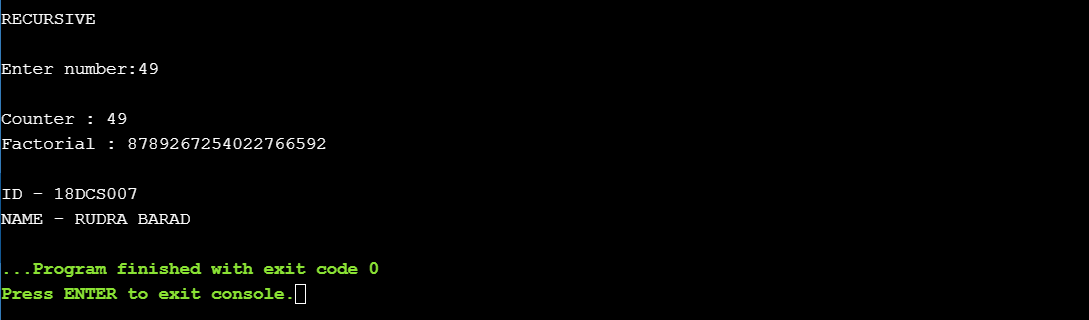 RECURSIVE
Enter number:49
Counter : 49
Factorial : 8789267254022766592
ID - 18DCS007
NAME - RUDRA BARAD
...Program finished with exit code 0
Press ENTER to exit console.